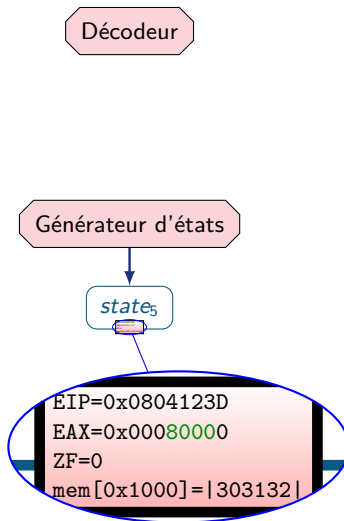 Décodeur
Générateur d'états
state₅
EIP=0x0804123D
EAX=0x00080000
ZF=0
mem[0x1000]=|303132|